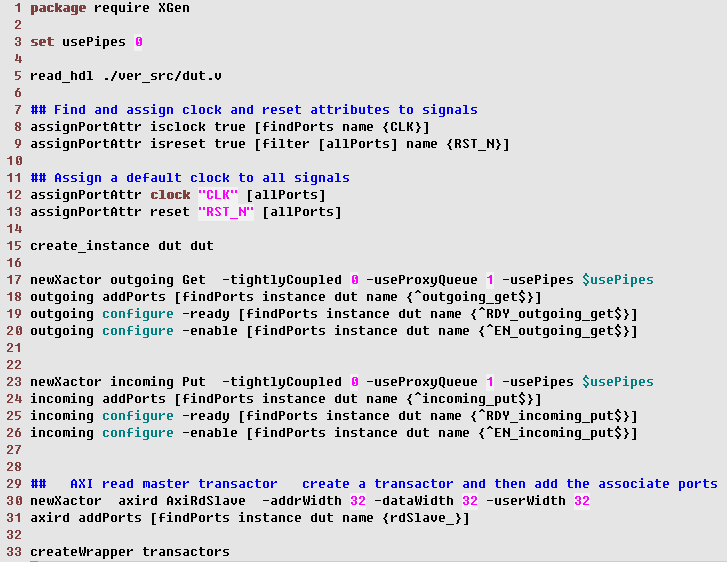 1 package require XGen
2
3 set usePipes 0
4
5 read_hdl ./ver_src/dut.v
6
7 ## Find and assign clock and reset attributes to signals
8 assignPortAttr isclock true [findPorts name {CLK}]
9 assignPortAttr isreset true [filter [allPorts] name {RST_N}]
10
11 ## Assign a default clock to all signals
12 assignPortAttr clock "CLK" [allPorts]
13 assignPortAttr reset "RST_N" [allPorts]
14
15 create_instance dut dut
16
17 newXactor outgoing Get  -tightlyCoupled 0 -useProxyQueue 1 -usePipes $usePipes
18 outgoing addPorts [findPorts instance dut name {^outgoing_get$}]
19 outgoing configure -ready [findPorts instance dut name {^RDY_outgoing_get$}]
20 outgoing configure -enable [findPorts instance dut name {^EN_outgoing_get$}]
21
22
23 newXactor incoming Put  -tightlyCoupled 0 -useProxyQueue 1 -usePipes $usePipes
24 incoming addPorts [findPorts instance dut name {^incoming_put$}]
25 incoming configure -ready [findPorts instance dut name {^RDY_incoming_put$}]
26 incoming configure -enable [findPorts instance dut name {^EN_incoming_put$}]
27
28
29 ##   AXI read master transactor   create a transactor and then add the associate ports
30 newXactor  axird AxiRdSlave  -addrWidth 32 -dataWidth 32 -userWidth 32
31 axird addPorts [findPorts instance dut name {rdSlave_}]
32
33 createWrapper transactors